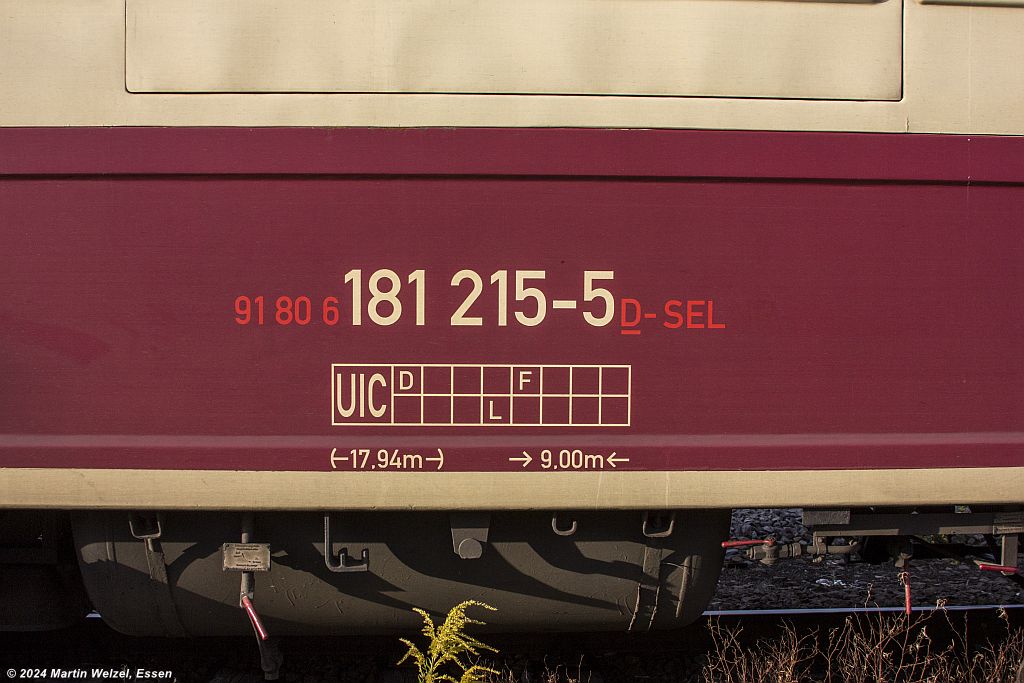 91 80 6 181 215-5 D-SEL
UIC D F
L
(-17,94m-) → 9,00m←
© 2024 Martin Welzel, Essen